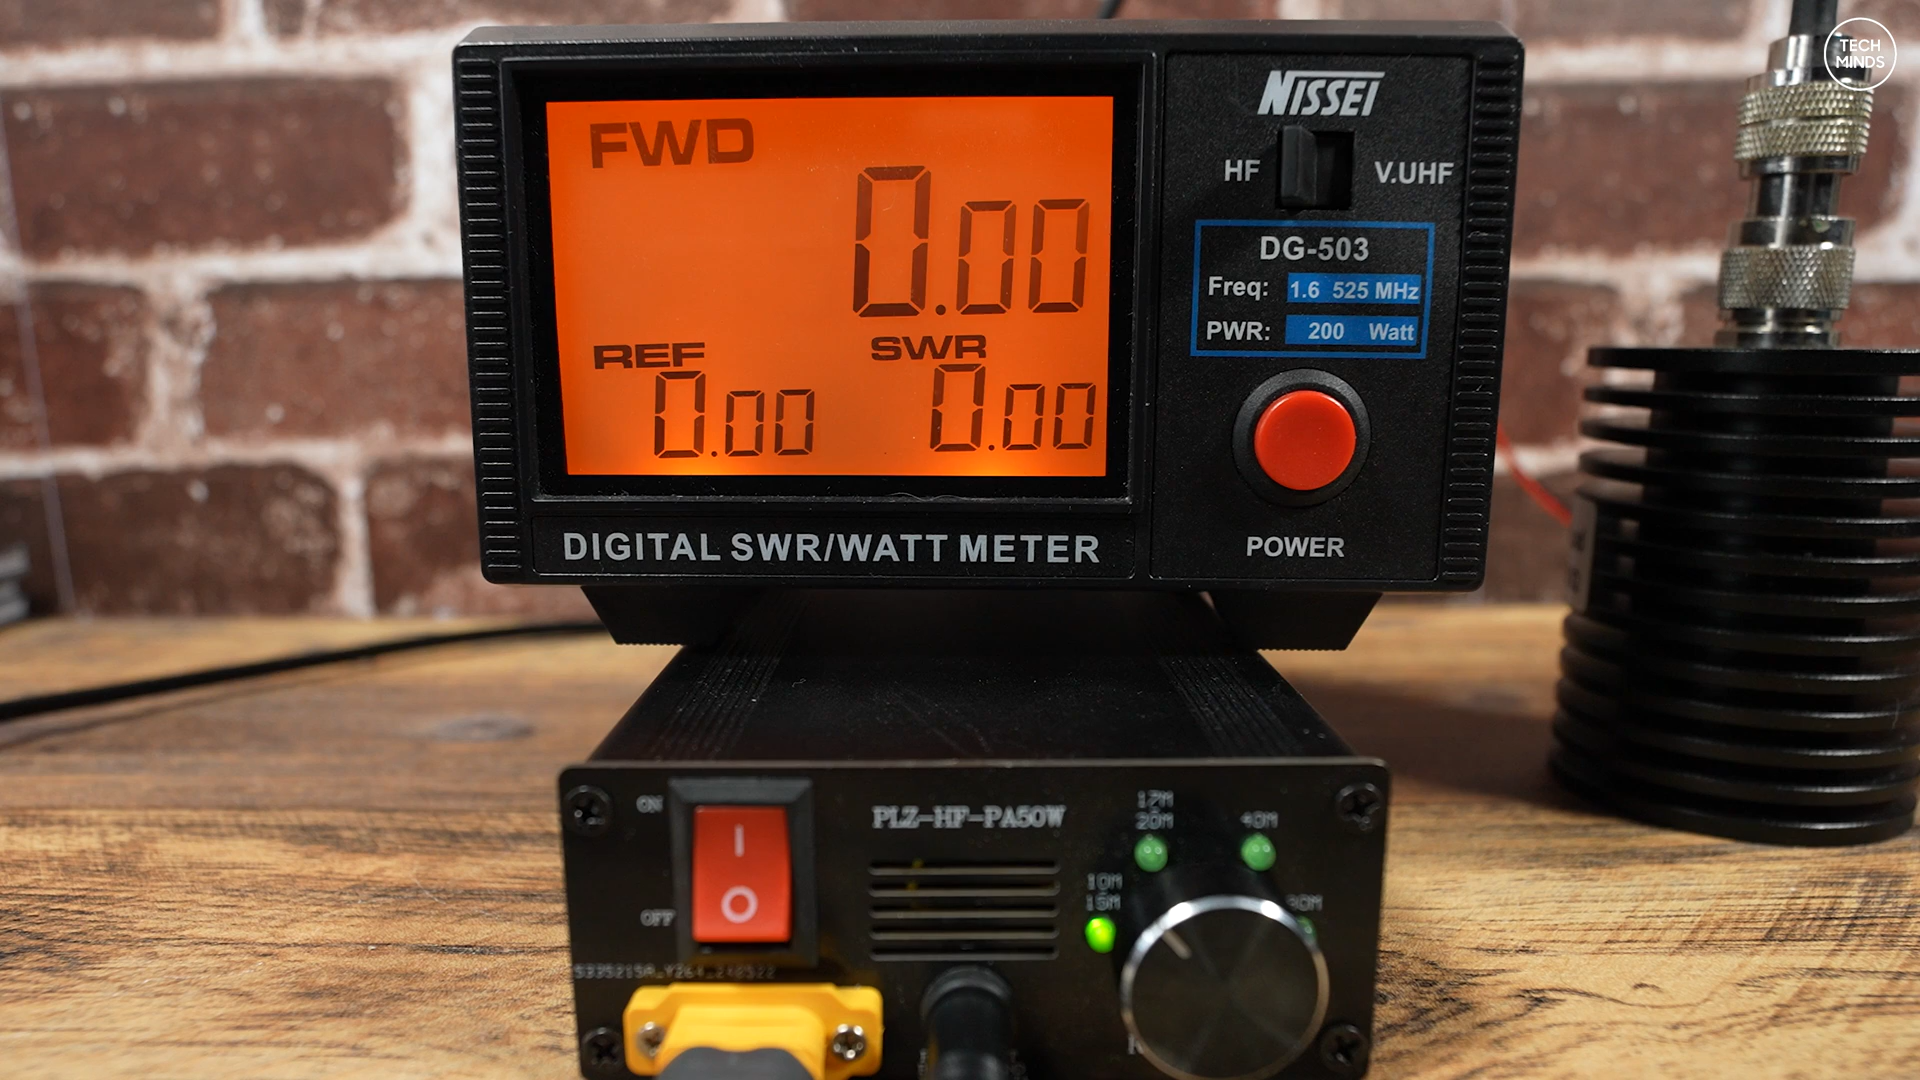 TECH
MINDS
NISSEI
HF
V.UHF
DG-503
Freq: 1.6 525 MHz
PWR: 200 Watt
POWER
FWD
0.00
REF
0.00
SWR
0.00
DIGITAL SWR/WATT METER
ON
OFF
PLZ-HF-PA50W
17M
20M
40M
10M
15M
80M